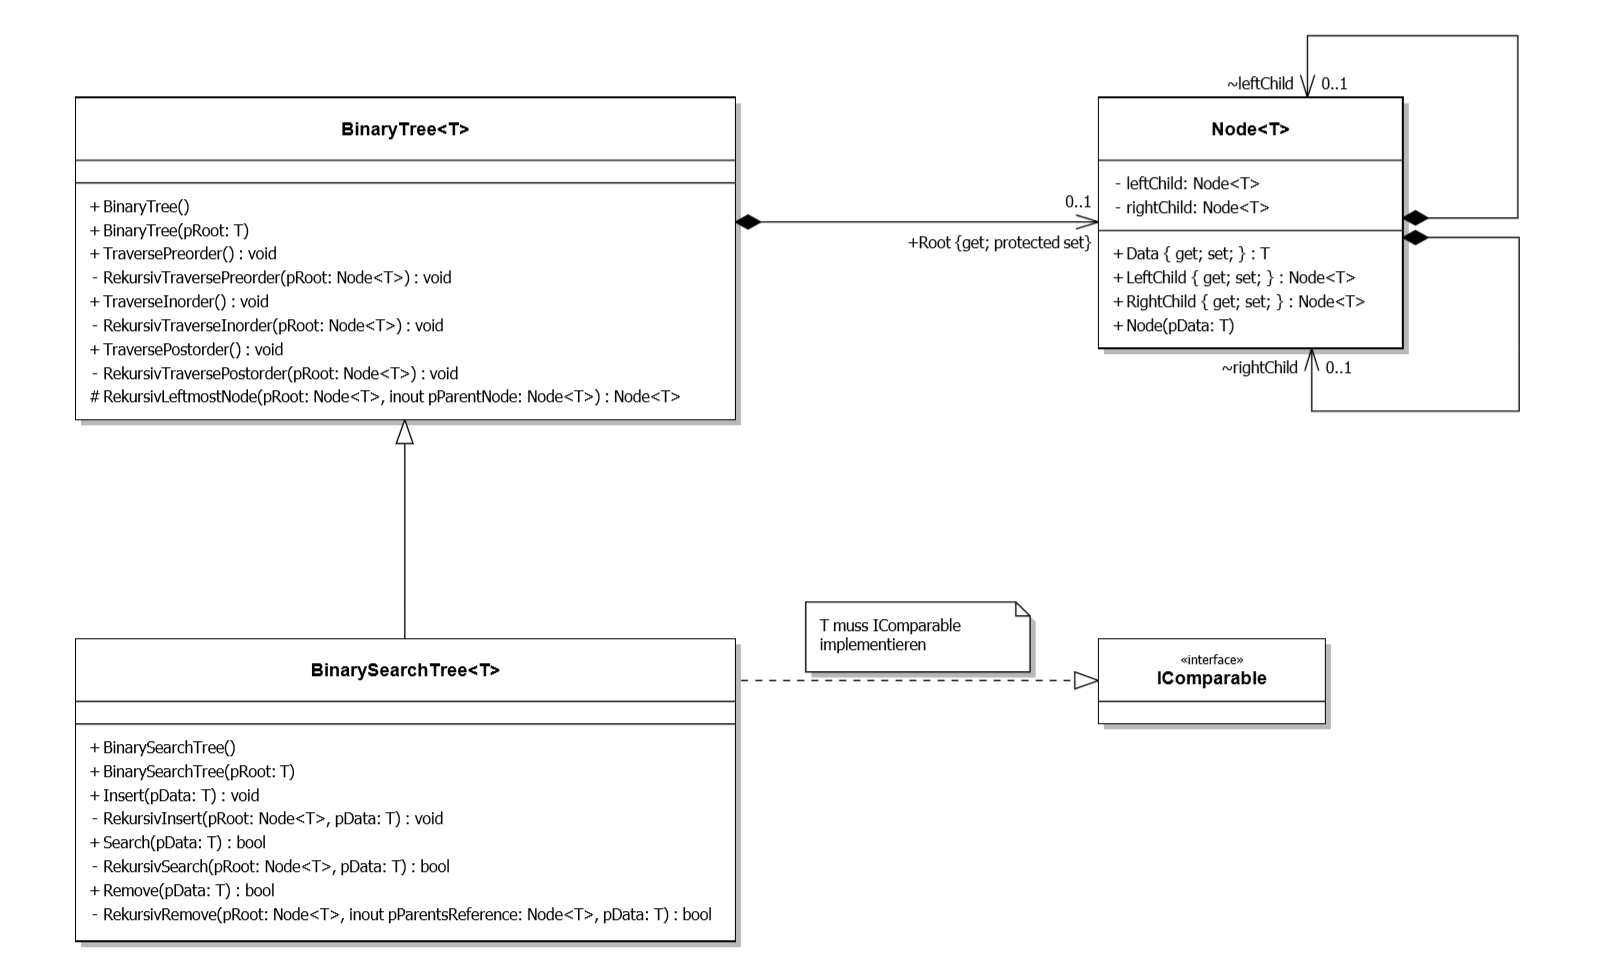 BinaryTree<T>
+ BinaryTree()
+ BinaryTree(pRoot: T)
+ TraversePreorder() : void
- RekursivTraversePreorder(pRoot: Node<T>) : void
+ TraverseInorder() : void
- RekursivTraverseInorder(pRoot: Node<T>) : void
+ TraversePostorder() : void
- RekursivTraversePostorder(pRoot: Node<T>) : void
# RekursivLeftmostNode(pRoot: Node<T>, inout pParentNode: Node<T>) : Node<T>
0..1
+Root {get; protected set}
~leftChild 0..1
Node<T>
- leftChild: Node<T>
- rightChild: Node<T>
+ Data { get; set; } : T
+ LeftChild { get; set; } : Node<T>
+ RightChild { get; set; } : Node<T>
+ Node(pData: T)
~rightChild 0..1
BinarySearchTree<T>
+ BinarySearchTree()
+ BinarySearchTree(pRoot: T)
+ Insert(pData: T) : void
- RekursivInsert(pRoot: Node<T>, pData: T) : void
+ Search(pData: T) : bool
- RekursivSearch(pRoot: Node<T>, pData: T) : bool
+ Remove(pData: T) : bool
- RekursivRemove(pRoot: Node<T>, inout pParentsReference: Node<T>, pData: T) : bool
T muss IComparable
implementieren
«interface»
IComparable